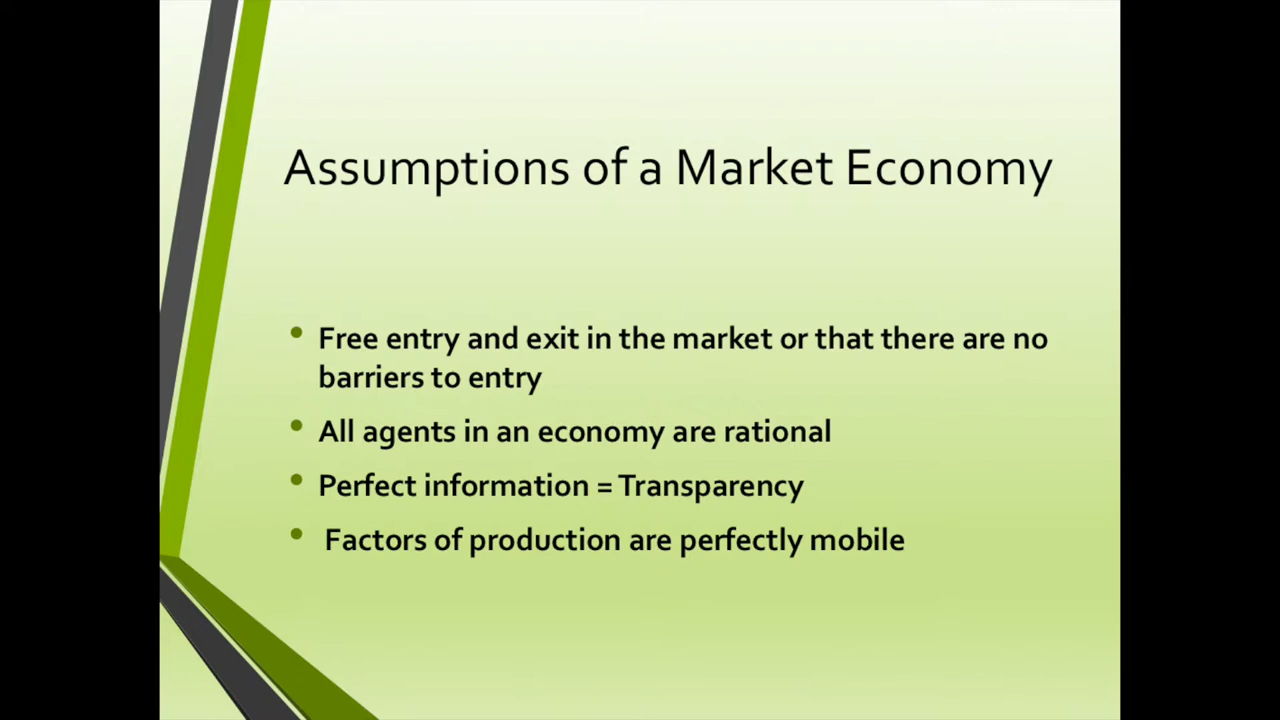 Assumptions of a Market Economy
• Free entry and exit in the market or that there are no
barriers to entry
• All agents in an economy are rational
• Perfect information = Transparency
• Factors of production are perfectly mobile